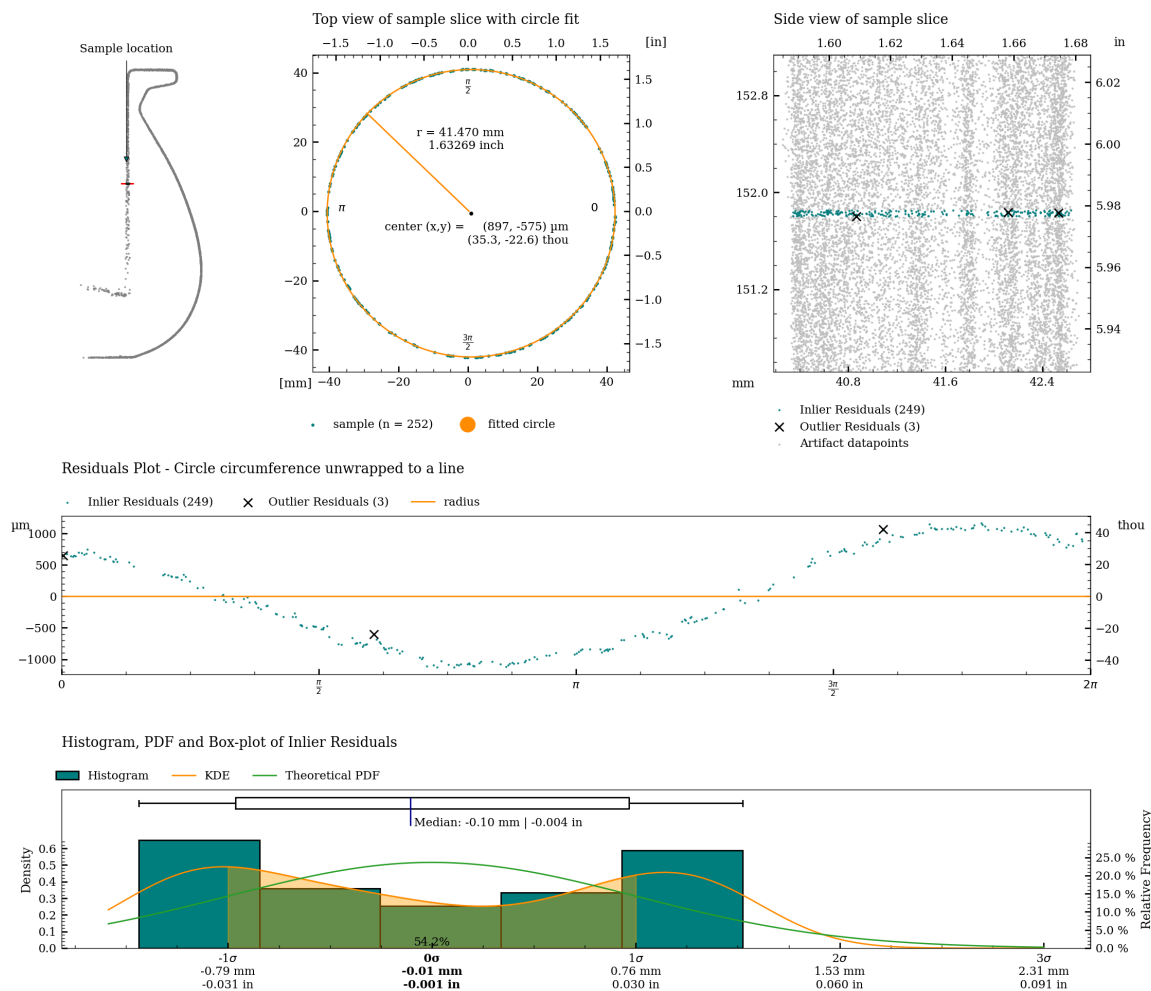 Sample location
Top view of sample slice with circle fit
−1.5 −1.0 −0.5 0.0 0.5 1.0 1.5 [in]
40 20 0 −20 −40
1.5 1.0 0.5 0.0 −0.5 −1.0 −1.5
π/2
r = 41.470 mm
1.63269 inch
π 0
center (x,y) = (897, -575) µm
(35.3, -22.6) thou
3π/2
[mm] −40 −20 0 20 40
sample (n = 252) fitted circle
Side view of sample slice
1.60 1.62 1.64 1.66 1.68 in
152.8 152.0 151.2
6.02 6.00 5.98 5.96 5.94
mm 40.8 41.6 42.4
Inlier Residuals (249)
Outlier Residuals (3)
Artifact datapoints
Residuals Plot - Circle circumference unwrapped to a line
Inlier Residuals (249) Outlier Residuals (3) radius
µm thou
1000 500 0 −500 −1000
40 20 0 −20 −40
0 π/2 π 3π/2 2π
Histogram, PDF and Box-plot of Inlier Residuals
Histogram KDE Theoretical PDF
Median: -0.10 mm | -0.004 in
Density
0.6 0.5 0.4 0.3 0.2 0.1 0.0
Relative Frequency
25.0 % 20.0 % 15.0 % 10.0 % 5.0 % 0.0 %
54.2%
-1σ 0σ 1σ 2σ 3σ
-0.79 mm -0.01 mm 0.76 mm 1.53 mm 2.31 mm
-0.031 in -0.001 in 0.030 in 0.060 in 0.091 in